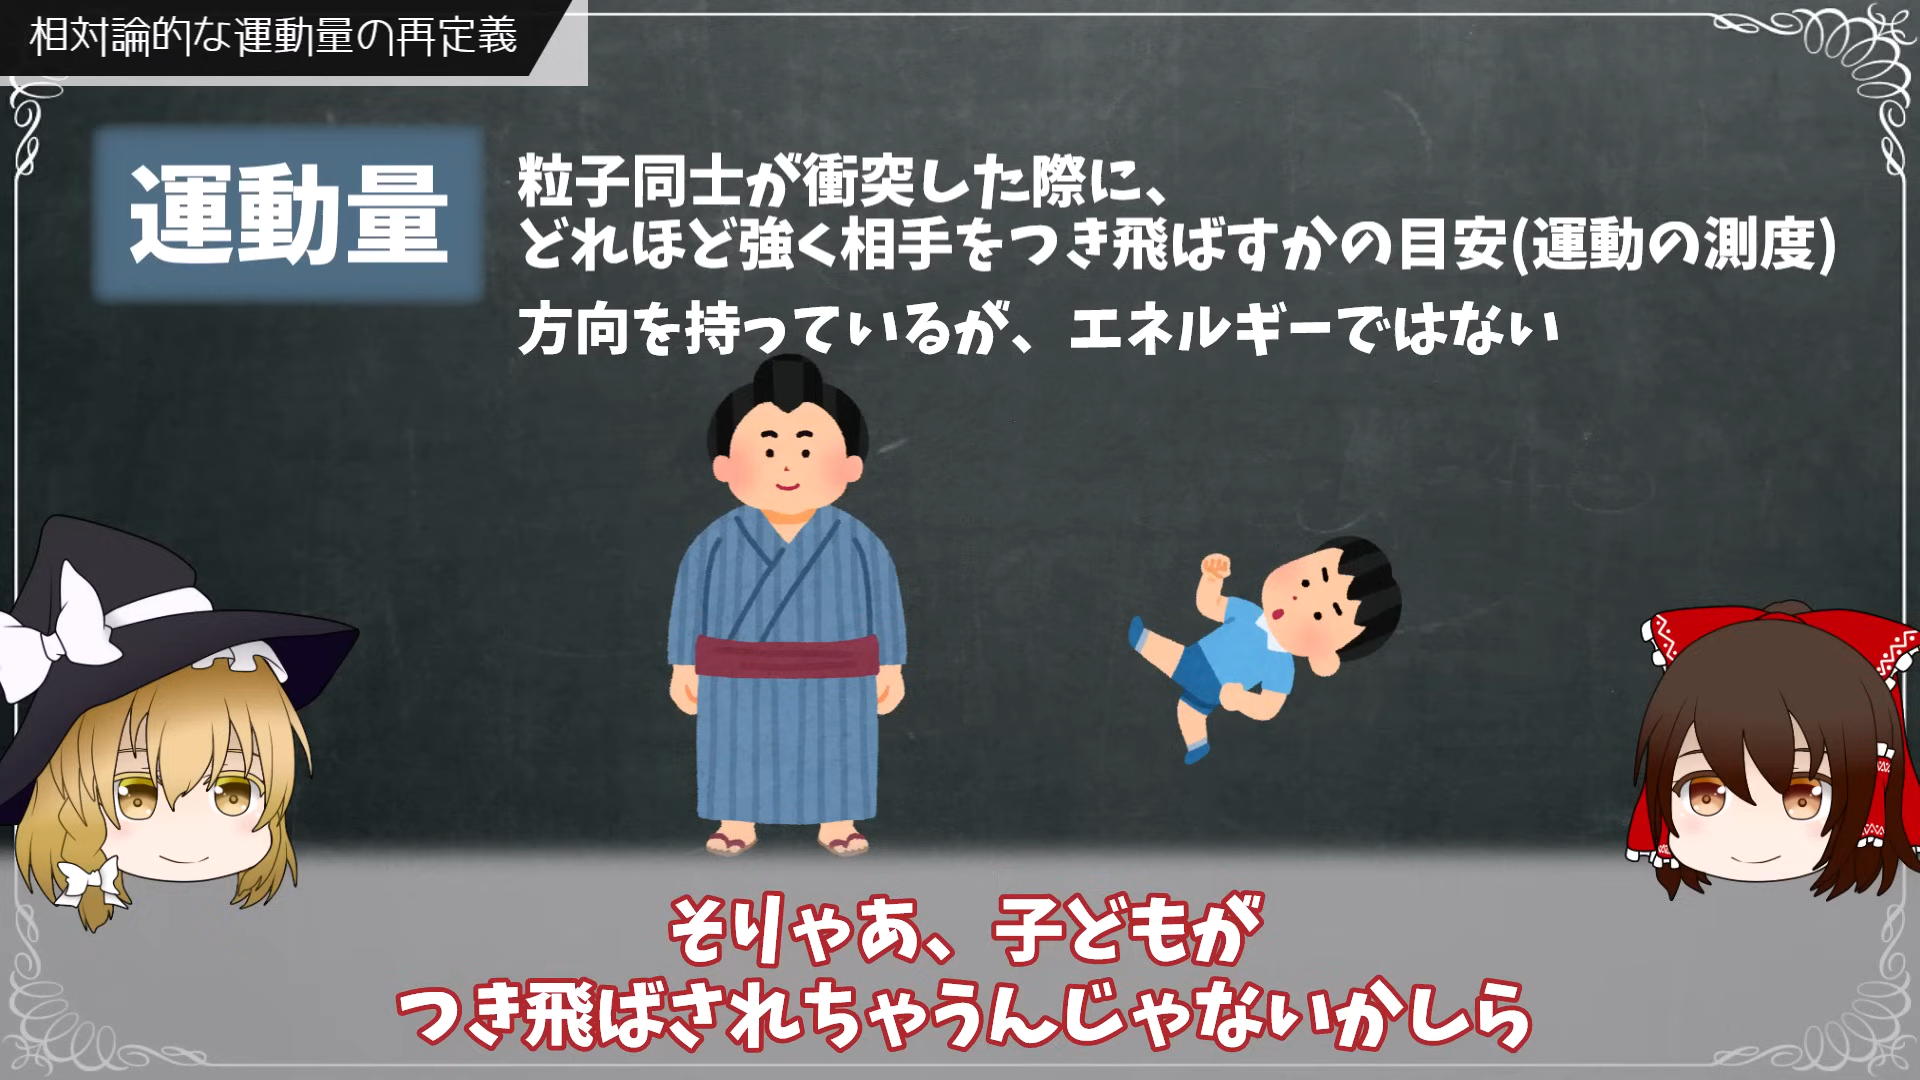 相対論的な運動量の再定義
運動量
粒子同士が衝突した際に、
どれほど強く相手をつき飛ばすかの目安(運動の測度)
方向を持っているが、エネルギーではない
そりゃあ、子どもが
つき飛ばされちゃうんじゃないかしら